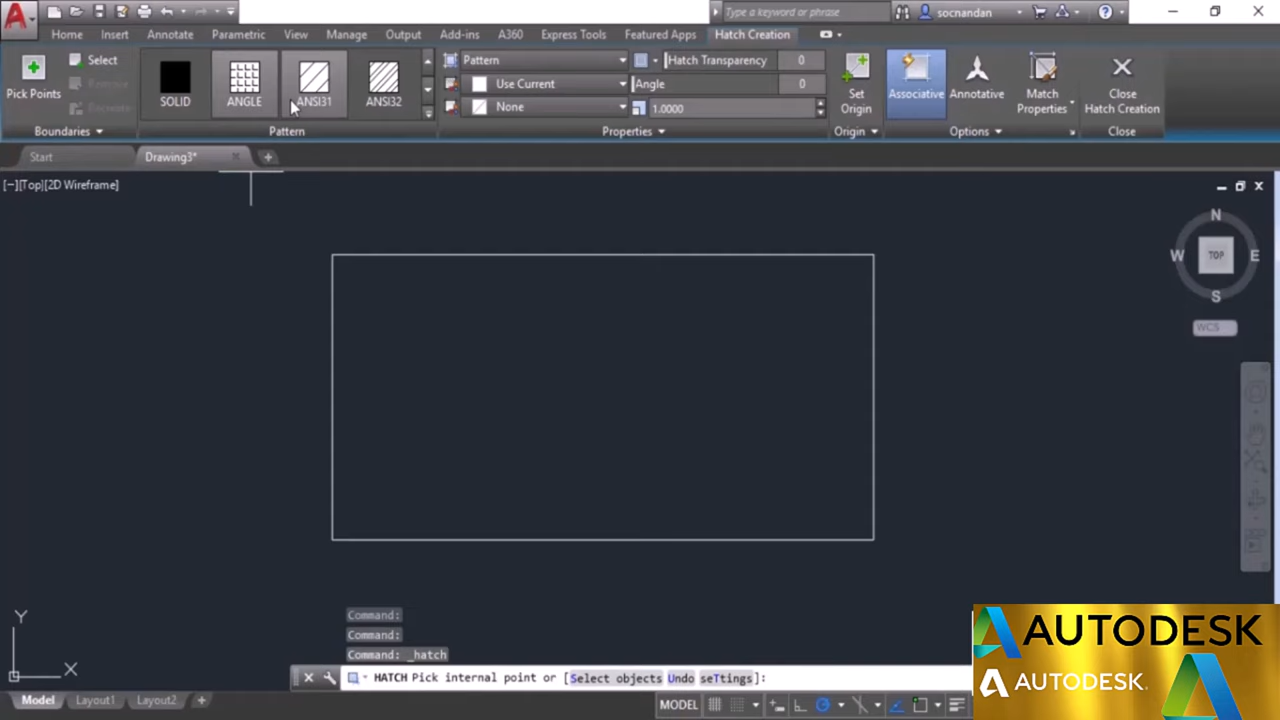 Type a keyword or phrase
socnandan
Home Insert Annotate Parametric View Manage Output Add-ins A360 Express Tools Featured Apps Hatch Creation
Pick Points
Select
Remove
Recreate
SOLID
ANGLE
ANSI31
ANSI32
Pattern
Use Current
None
Hatch Transparency 0
Angle 0
1.0000
Set
Origin
Associative
Annotative
Match
Properties
Close
Hatch Creation
Boundaries Pattern Properties Origin Options Close
Start Drawing3* +
[−][Top][2D Wireframe]
N
W TOP E
S
WCS
Y
X
Command:
Command:
Command: _hatch
HATCH Pick internal point or [Select objects Undo seTtings]:
Model Layout1 Layout2 +
MODEL
AUTODESK
AUTODESK.